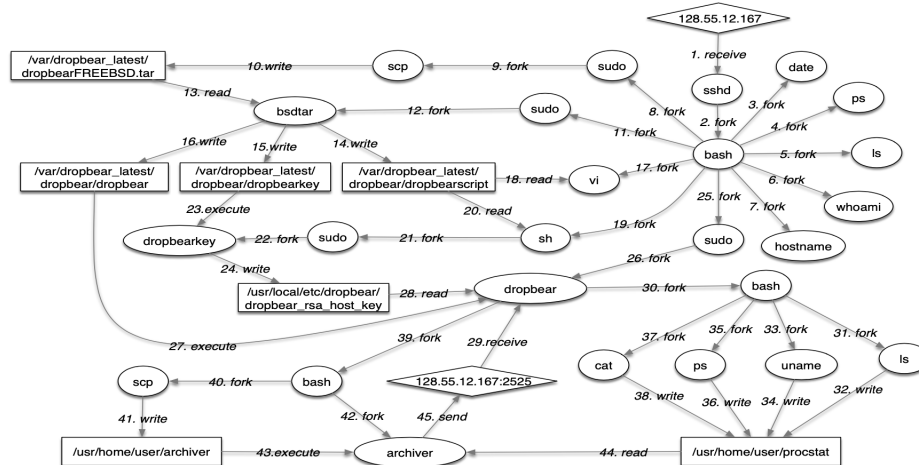 128.55.12.167
/var/dropbear_latest/
dropbearFREEBSD.tar
10.write
scp
9. fork
sudo
1. receive
date
sshd
3. fork
ps
13. read
8. fork
2. fork
4. fork
bsdtar
12. fork
sudo
11. fork
bash
5. fork
ls
16.write
15.write
14.write
17. fork
6. fork
/var/dropbear_latest/
dropbear/dropbear
/var/dropbear_latest/
dropbear/dropbearkey
/var/dropbear_latest/
dropbear/dropbearscript
18. read
vi
25. fork
7. fork
whoami
23.execute
20. read
19. fork
dropbearkey
22. fork
sudo
21. fork
sh
sudo
hostname
24. write
26. fork
/usr/local/etc/dropbear/
dropbear_rsa_host_key
28. read
dropbear
30. fork
bash
27. execute
39. fork
29.receive
37. fork
35. fork
33. fork
31. fork
scp
40. fork
bash
128.55.12.167:2525
cat
ps
uname
ls
41. write
42. fork
45. send
38. write
36. write
34. write
32. write
/usr/home/user/archiver
43.execute
archiver
44. read
/usr/home/user/procstat